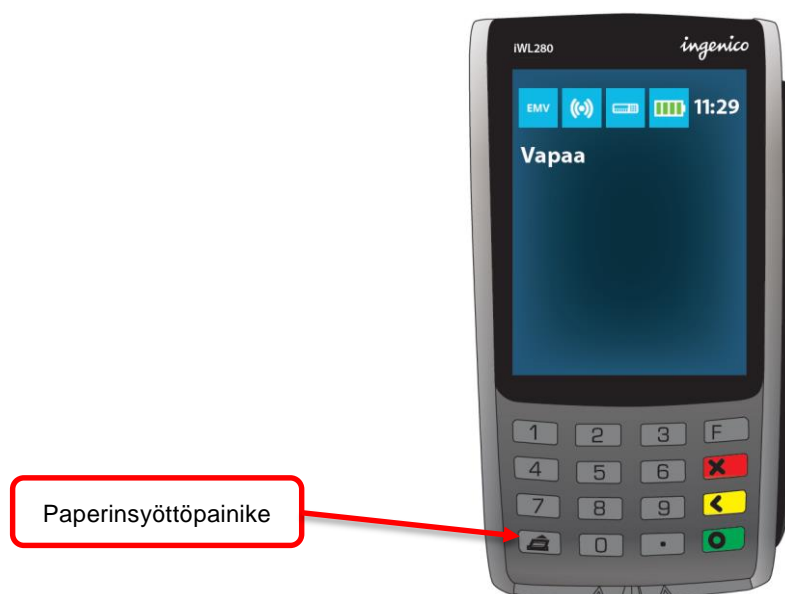 iWL280 ingenico
EMV 11:29
Vapaa
1 2 3 F
4 5 6
7 8 9
Paperinsyöttöpainike
0 .